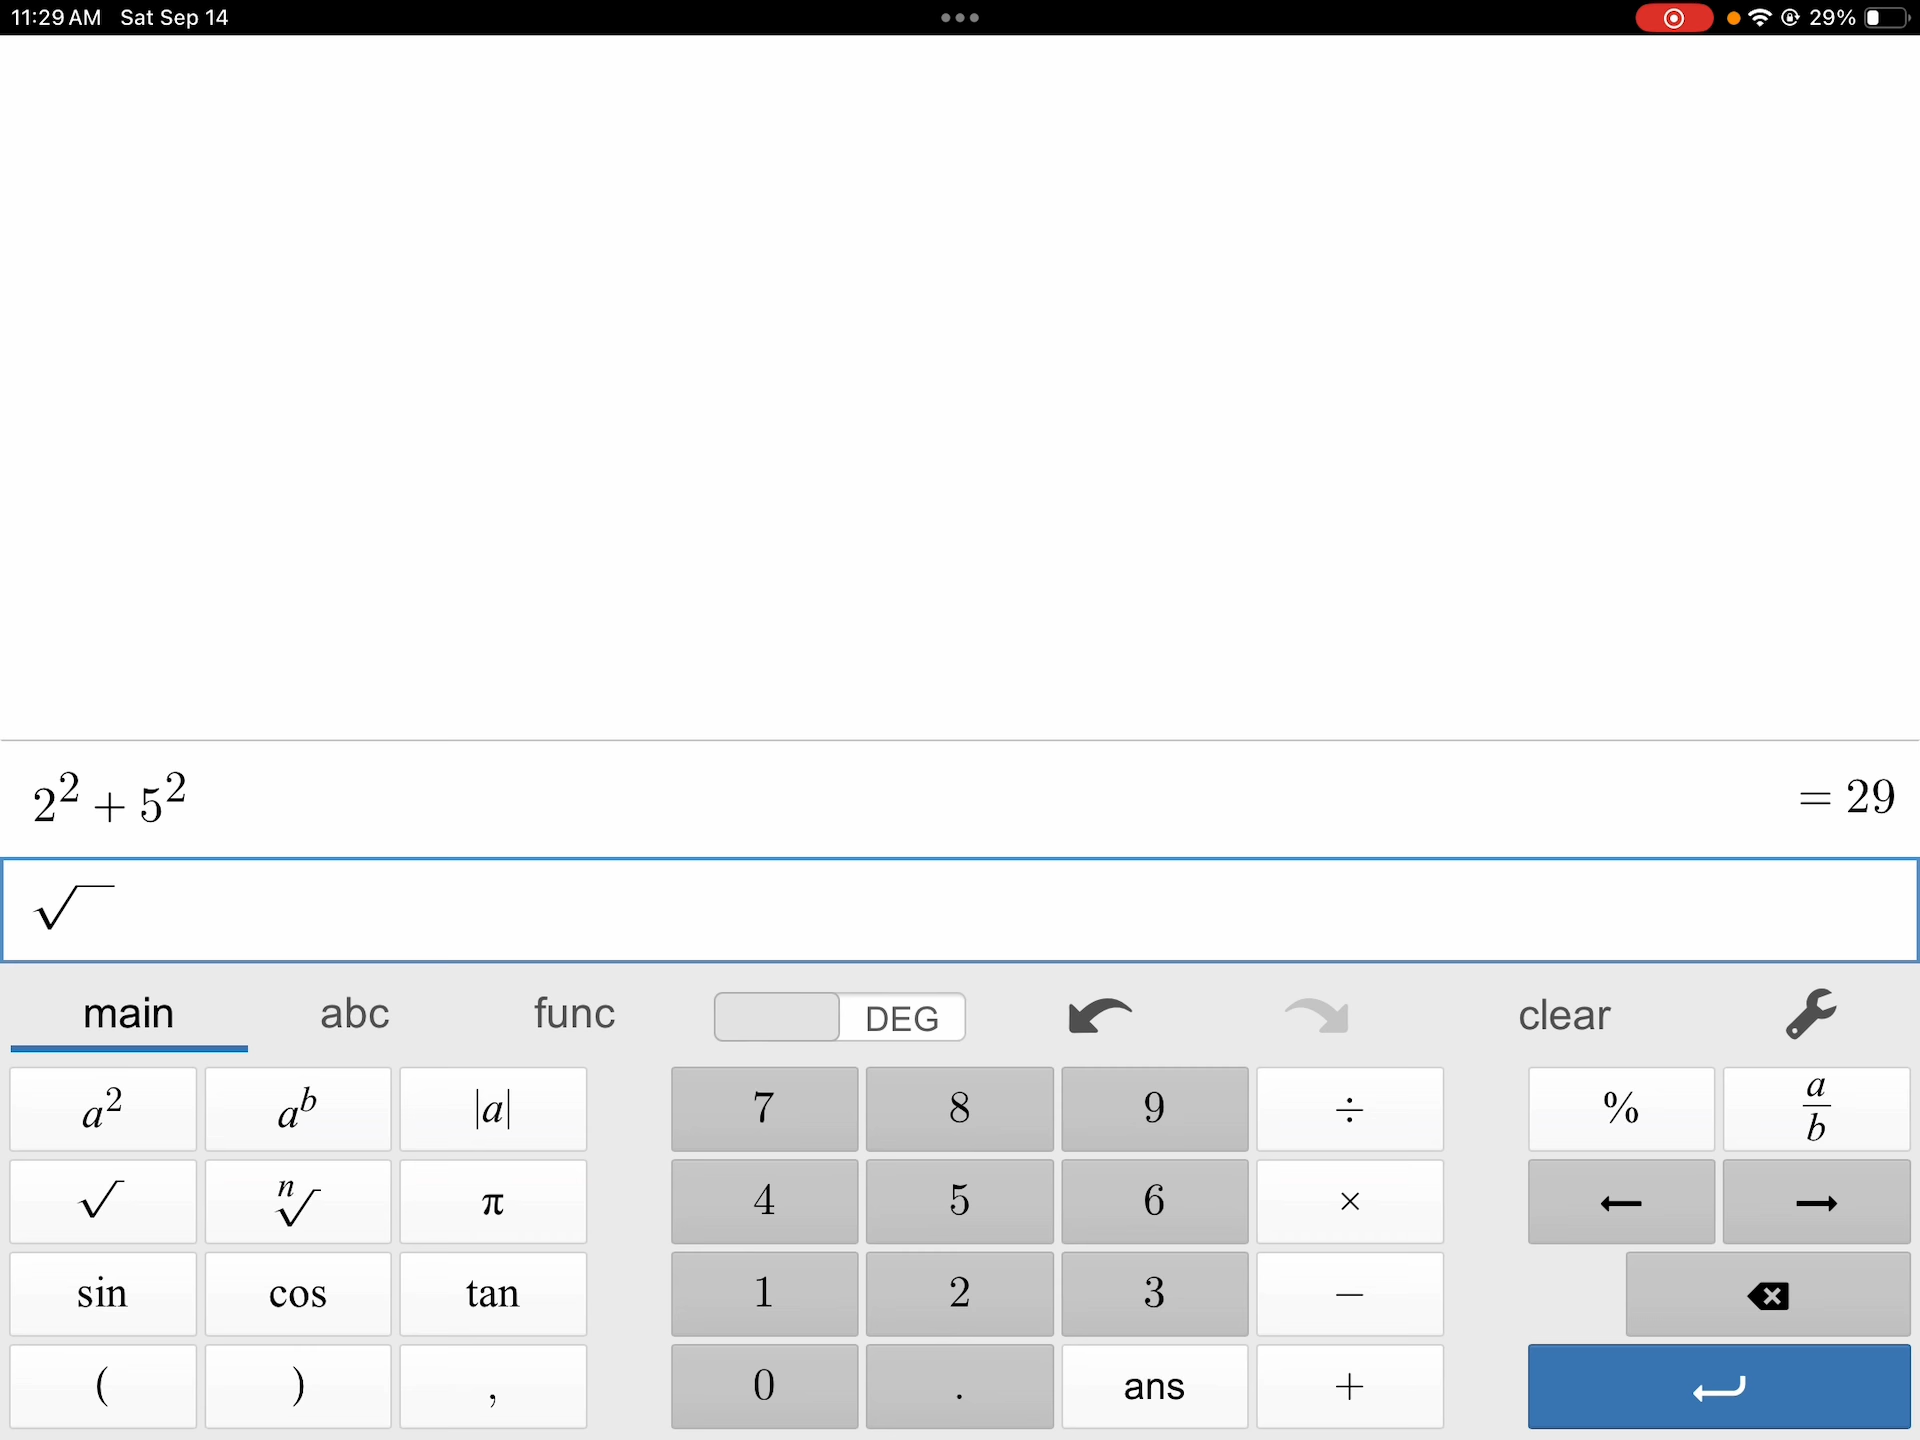 11:29 AM Sat Sep 14 29%
2² + 5² = 29
√
main abc func DEG clear
a² aᵇ |a| 7 8 9 ÷ % a/b
√ ⁿ√ π 4 5 6 × ← →
sin cos tan 1 2 3 −
( ) , 0 . ans +